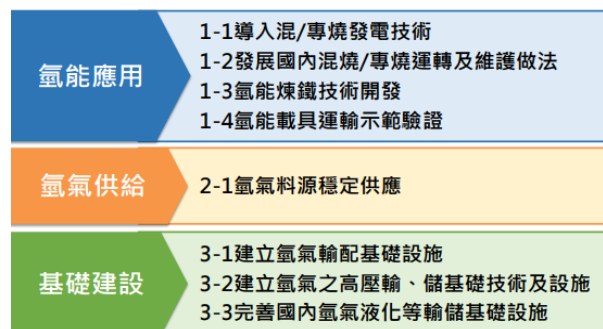 氫能應用
1-1導入混/專燒發電技術
1-2發展國內混燒/專燒運轉及維護做法
1-3氫能煉鐵技術開發
1-4氫能載具運輸示範驗證
氫氣供給
2-1氫氣料源穩定供應
基礎建設
3-1建立氫氣輸配基礎設施
3-2建立氫氣之高壓輸、儲基礎技術及設施
3-3完善國內氫氣液化等輸儲基礎設施